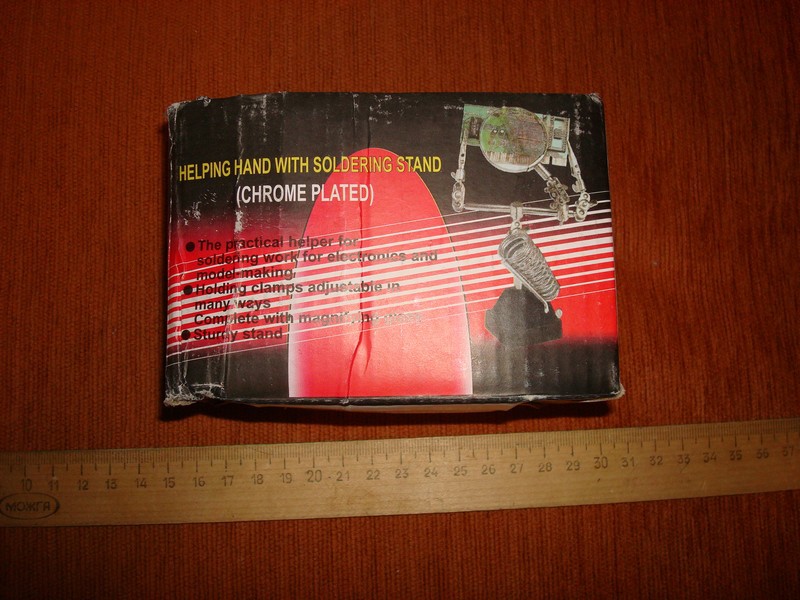 HELPING HAND WITH SOLDERING STAND
(CHROME PLATED)
● The practical helper for
soldering work for electronics and
model-making
● Holding clamps adjustable in
many ways
Complete with
● Sturdy stand
10 11 12 13 14 15 16 17 18 19 20 21 22 23 24 25 26 27 28 29 30 31 32 33 34 35 36 37
МОЖГА